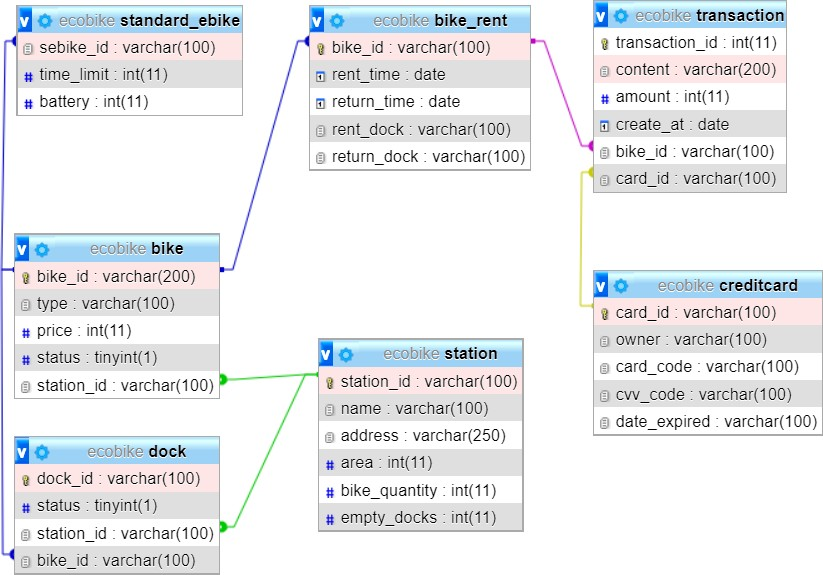 ecobike standard_ebike
sebike_id : varchar(100)
time_limit : int(11)
battery : int(11)
ecobike bike_rent
bike_id : varchar(100)
rent_time : date
return_time : date
rent_dock : varchar(100)
return_dock : varchar(100)
ecobike transaction
transaction_id : int(11)
content : varchar(200)
amount : int(11)
create_at : date
bike_id : varchar(100)
card_id : varchar(100)
ecobike bike
bike_id : varchar(200)
type : varchar(100)
price : int(11)
status : tinyint(1)
station_id : varchar(100)
ecobike station
station_id : varchar(100)
name : varchar(100)
address : varchar(250)
area : int(11)
bike_quantity : int(11)
empty_docks : int(11)
ecobike creditcard
card_id : varchar(100)
owner : varchar(100)
card_code : varchar(100)
cvv_code : varchar(100)
date_expired : varchar(100)
ecobike dock
dock_id : varchar(100)
status : tinyint(1)
station_id : varchar(100)
bike_id : varchar(100)